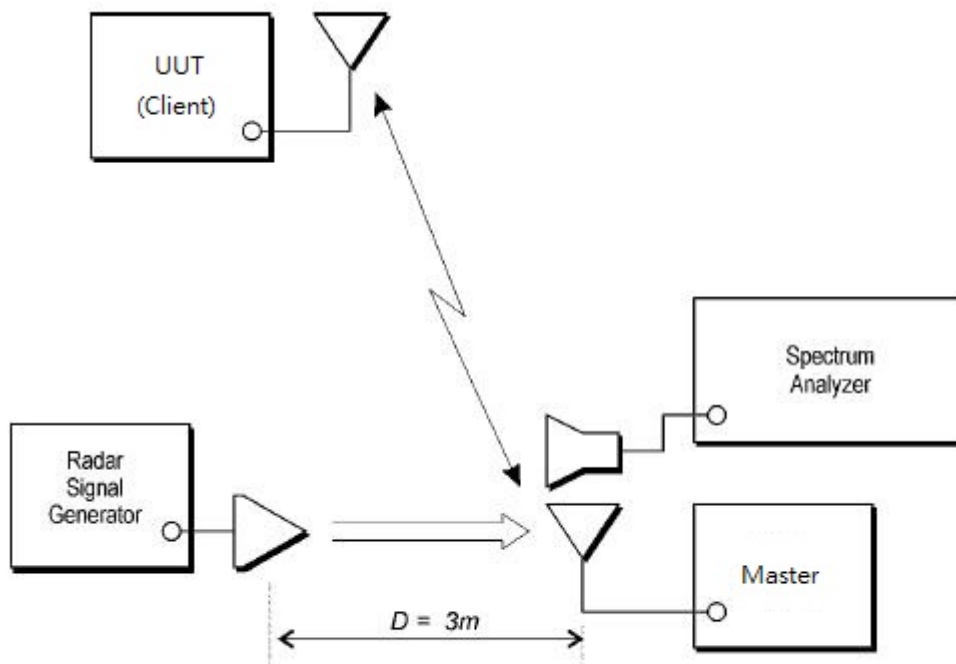 UUT
(Client)
Spectrum
Analyzer
Radar
Signal
Generator
Master
D = 3m